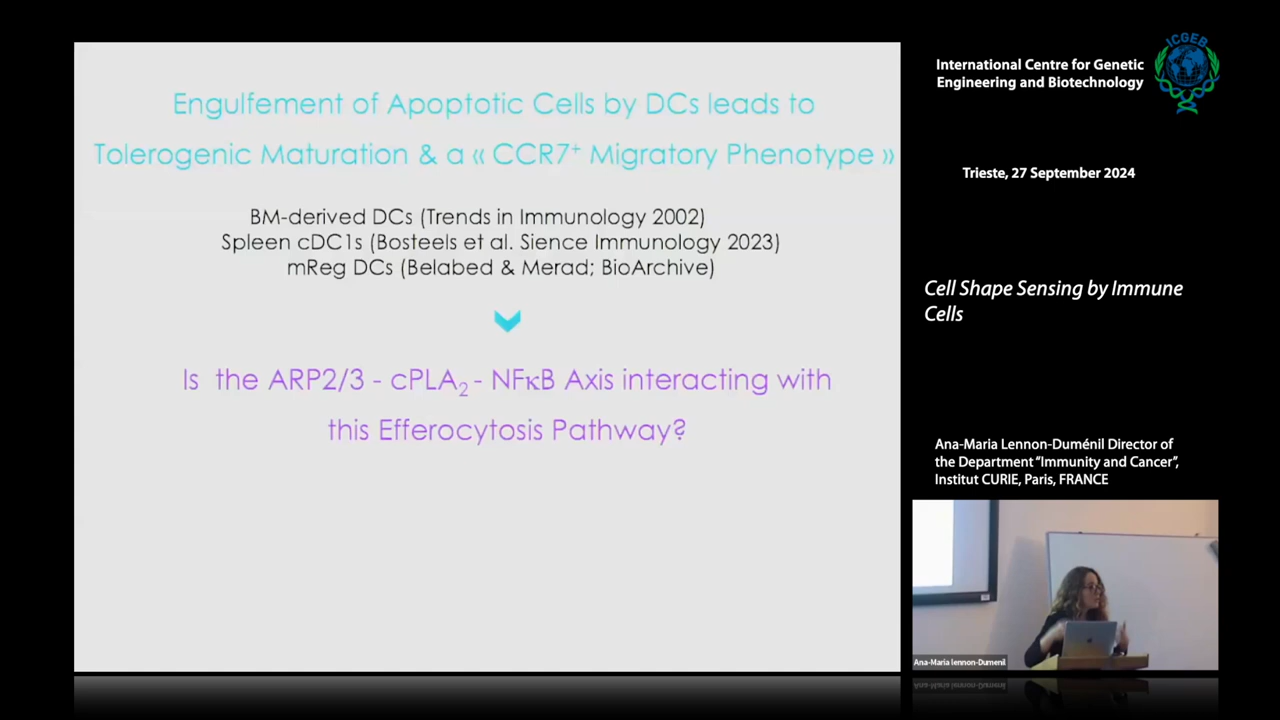 Engulfement of Apoptotic Cells by DCs leads to
Tolerogenic Maturation & a « CCR7⁺ Migratory Phenotype »
BM-derived DCs (Trends in Immunology 2002)
Spleen cDC1s (Bosteels et al. Sience Immunology 2023)
mReg DCs (Belabed & Merad; BioArchive)
Is the ARP2/3 - cPLA₂ - NFκB Axis interacting with
this Efferocytosis Pathway?
International Centre for Genetic
Engineering and Biotechnology
ICGEB
Trieste, 27 September 2024
Cell Shape Sensing by Immune
Cells
Ana-Maria Lennon-Duménil Director of
the Department “Immunity and Cancer”,
Institut CURIE, Paris, FRANCE
Ana-Maria lennon-Dumenil